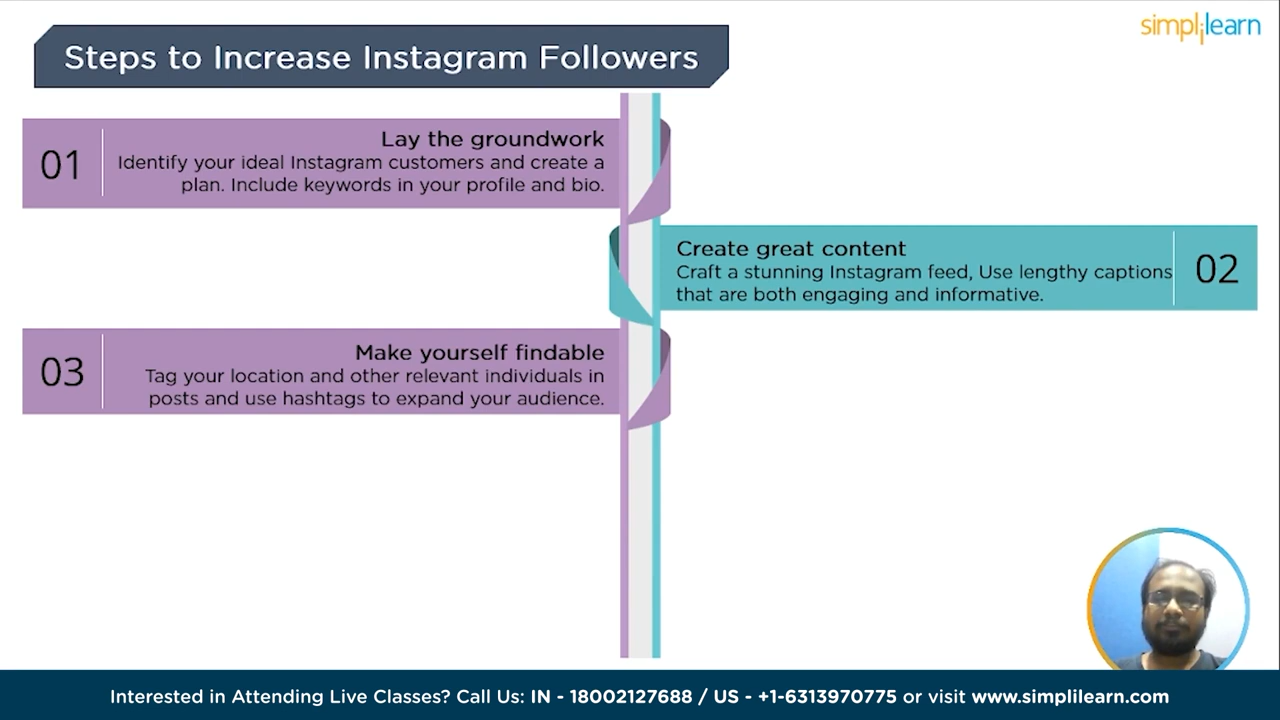 Steps to Increase Instagram Followers
simplilearn
01
Lay the groundwork
Identify your ideal Instagram customers and create a
plan. Include keywords in your profile and bio.
Create great content
Craft a stunning Instagram feed, Use lengthy captions
that are both engaging and informative.
02
03
Make yourself findable
Tag your location and other relevant individuals in
posts and use hashtags to expand your audience.
Interested in Attending Live Classes? Call Us: IN - 18002127688 / US - +1-6313970775 or visit www.simplilearn.com